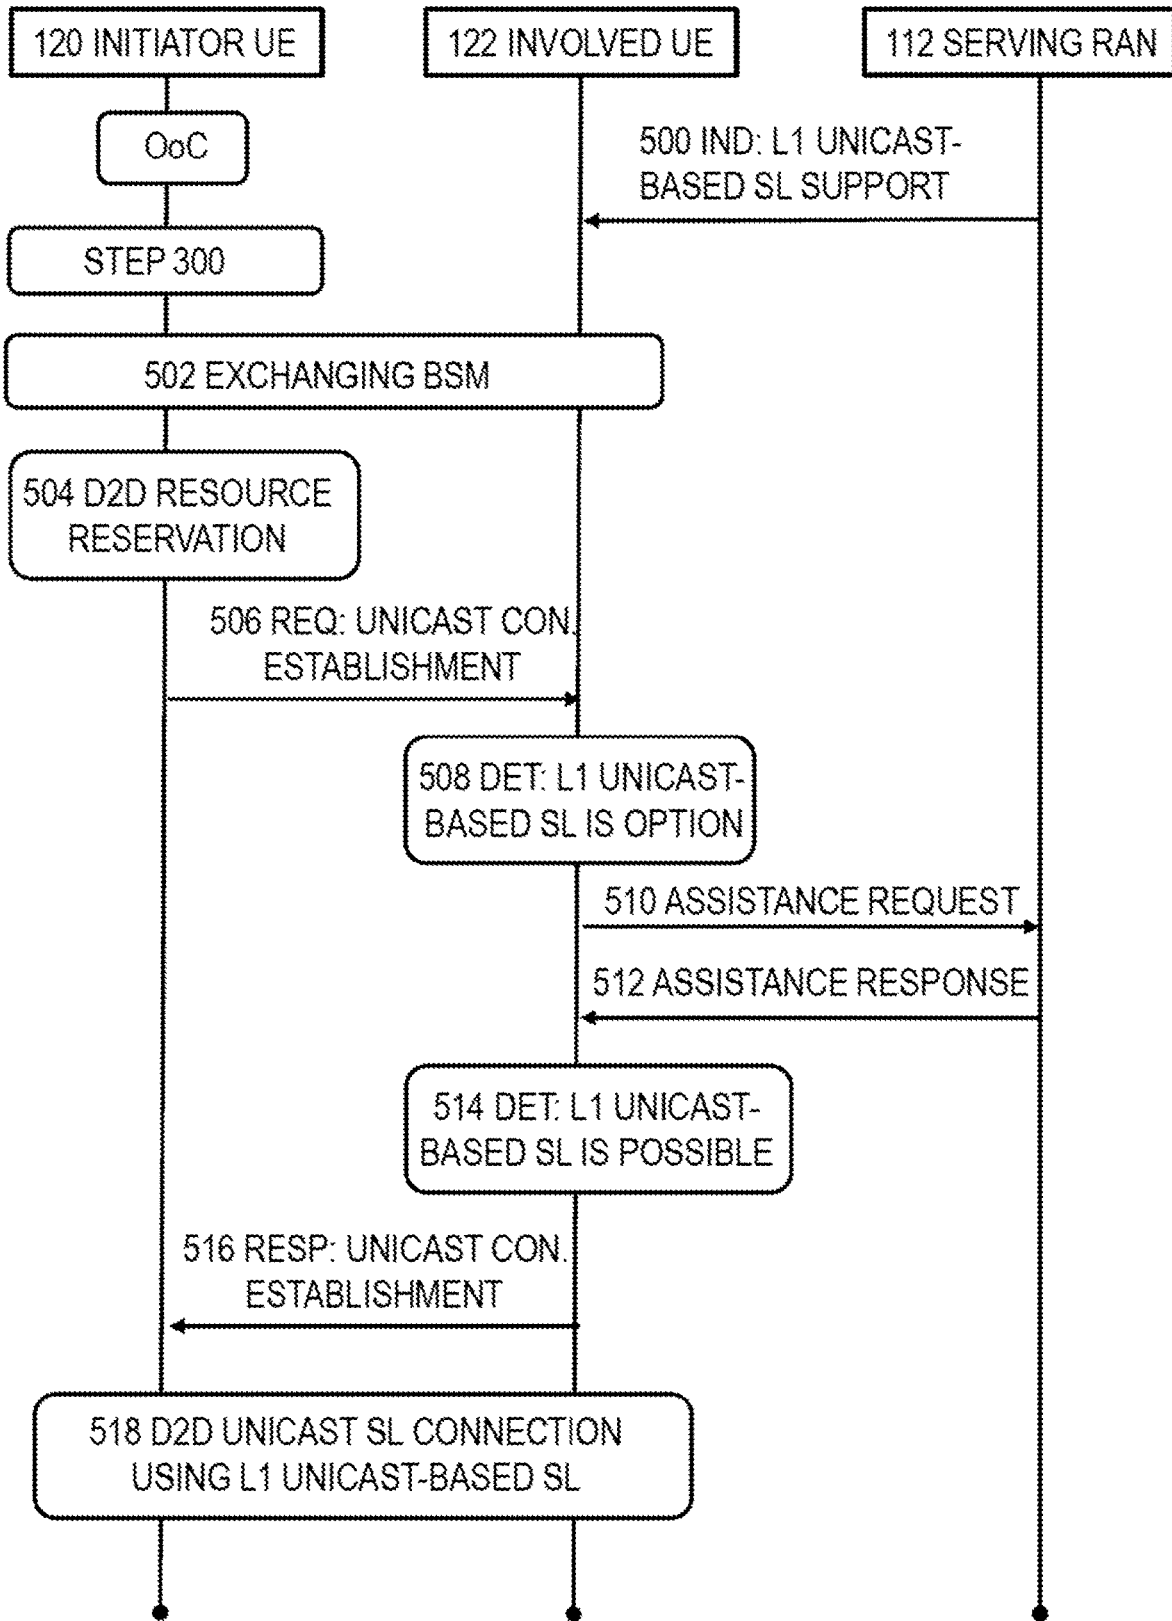 120 INITIATOR UE
122 INVOLVED UE
112 SERVING RAN
OoC
500 IND: L1 UNICAST-
BASED SL SUPPORT
STEP 300
502 EXCHANGING BSM
504 D2D RESOURCE
RESERVATION
506 REQ: UNICAST CON.
ESTABLISHMENT
508 DET: L1 UNICAST-
BASED SL IS OPTION
510 ASSISTANCE REQUEST
512 ASSISTANCE RESPONSE
514 DET: L1 UNICAST-
BASED SL IS POSSIBLE
516 RESP: UNICAST CON.
ESTABLISHMENT
518 D2D UNICAST SL CONNECTION
USING L1 UNICAST-BASED SL